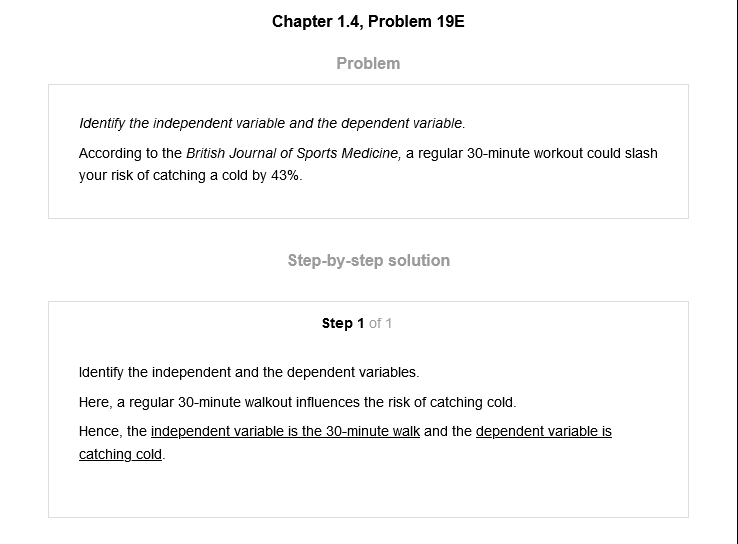 Chapter 1.4, Problem 19E
Problem
Identify the independent variable and the dependent variable.
According to the British Journal of Sports Medicine, a regular 30-minute workout could slash
your risk of catching a cold by 43%.
Step-by-step solution
Step 1 of 1
Identify the independent and the dependent variables.
Here, a regular 30-minute walkout influences the risk of catching cold.
Hence, the independent variable is the 30-minute walk and the dependent variable is
catching cold.